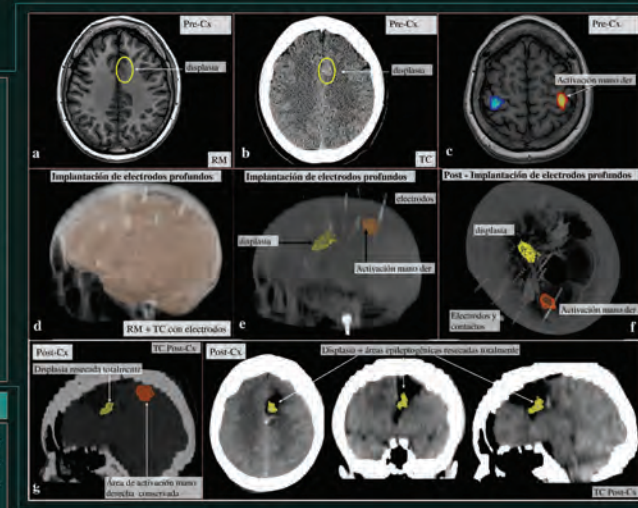 Pre-Cx
displasia
a
RM
Pre-Cx
displasia
b
TC
Pre-Cx
Activación mano der
c
Implantación de electrodos profundos
d
RM + TC con electrodos
Implantación de electrodos profundos
electrodos
displasia
Activación mano der
e
Post - Implantación de electrodos profundos
displasia
Electrodos y
contactos
Activación mano der
f
Post-Cx
TC Post-Cx
Displasia resecada totalmente
Área de activación mano
derecha conservada
g
Post-Cx
Displasia + áreas epileptogénicas resecadas totalmente
TC Post-Cx